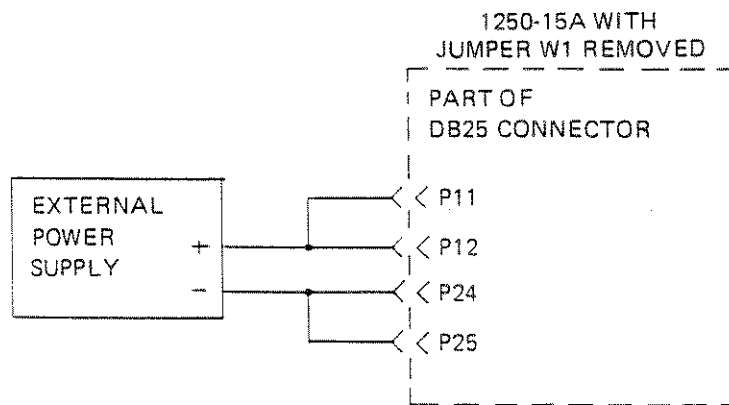 1250-15A WITH
JUMPER W1 REMOVED
PART OF
DB25 CONNECTOR
EXTERNAL
POWER
SUPPLY
+
-
P11
P12
P24
P25